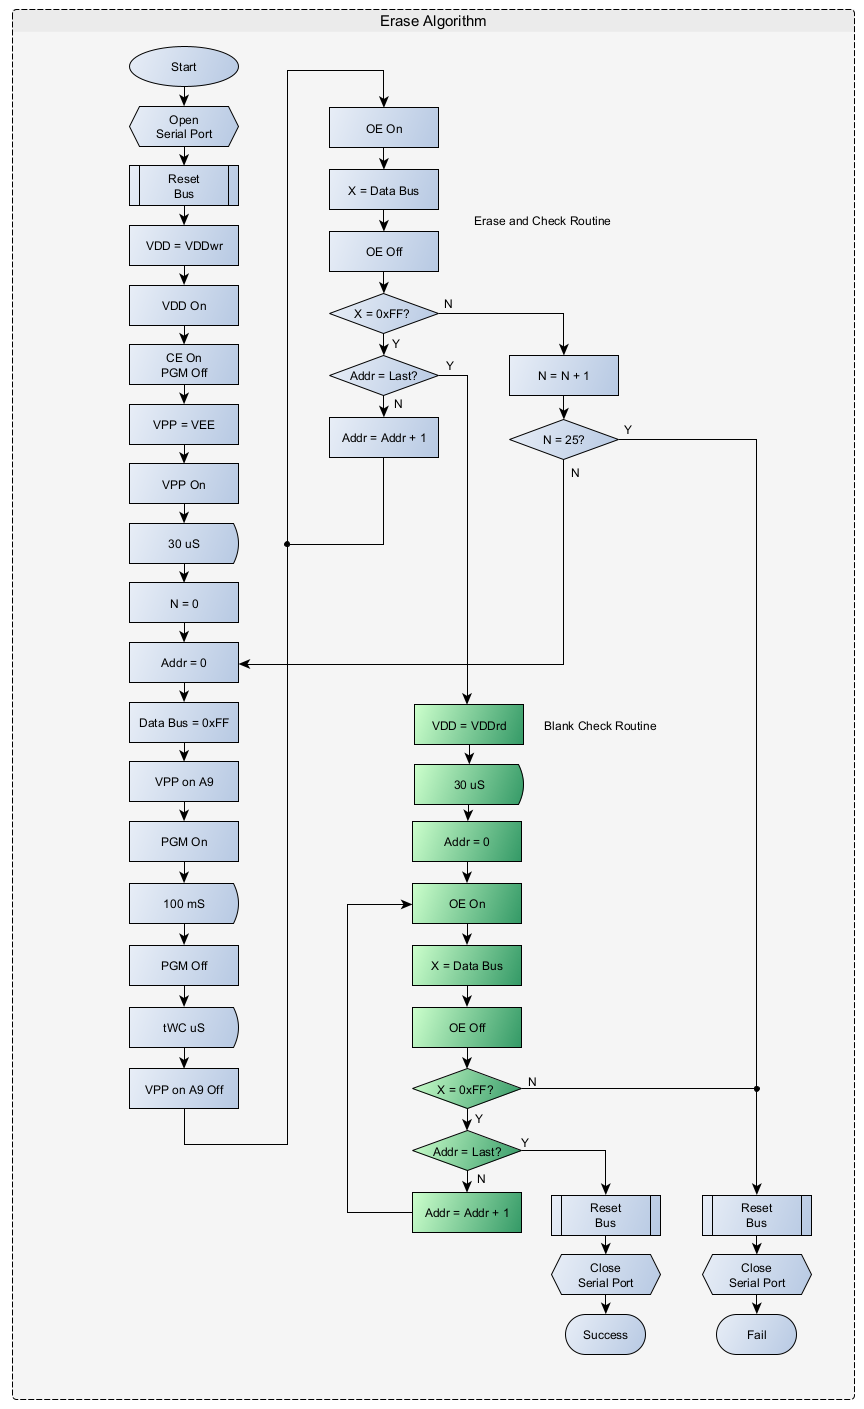 Erase Algorithm
Start
Open
Serial Port
Reset
Bus
VDD = VDDwr
VDD On
CE On
PGM Off
VPP = VEE
VPP On
30 uS
N = 0
Addr = 0
Data Bus = 0xFF
VPP on A9
PGM On
100 mS
PGM Off
tWC uS
VPP on A9 Off
OE On
X = Data Bus
Erase and Check Routine
OE Off
X = 0xFF?
N
Y
Addr = Last?
Y
N
Addr = Addr + 1
N = N + 1
N = 25?
Y
N
VDD = VDDrd
Blank Check Routine
30 uS
Addr = 0
OE On
X = Data Bus
OE Off
X = 0xFF?
N
Y
Addr = Last?
Y
N
Addr = Addr + 1
Reset
Bus
Close
Serial Port
Success
Reset
Bus
Close
Serial Port
Fail